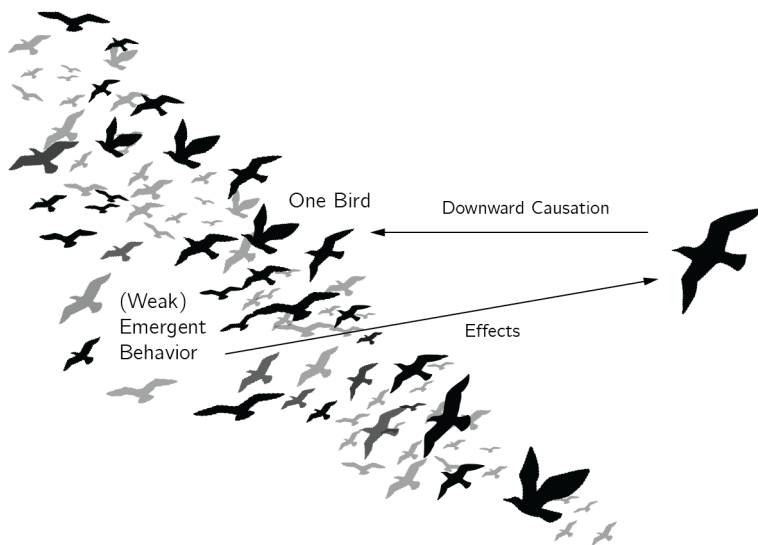 One Bird
Downward Causation
(Weak)
Emergent
Behavior
Effects